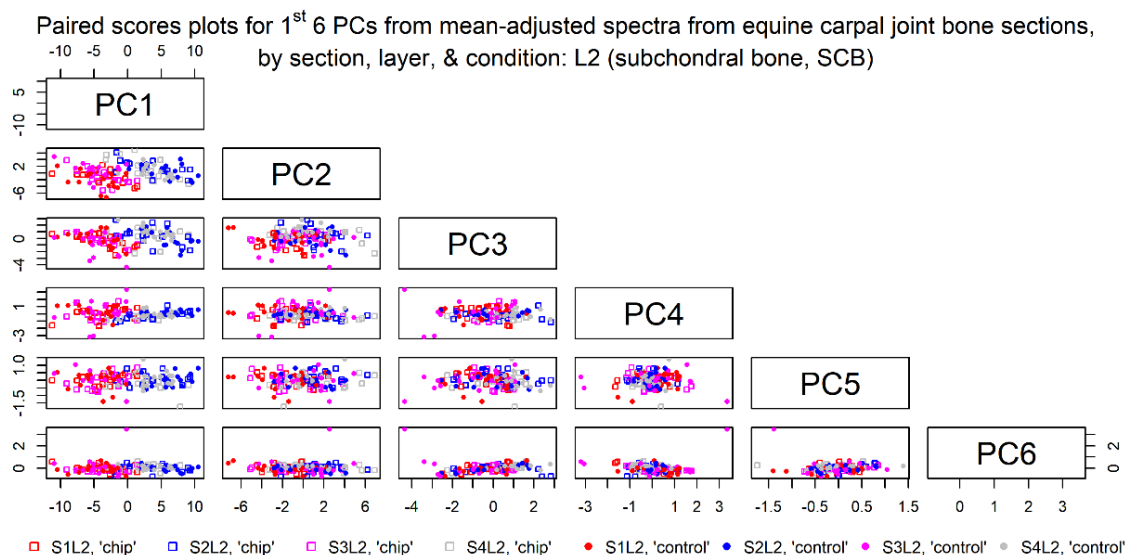 Paired scores plots for 1st 6 PCs from mean-adjusted spectra from equine carpal joint bone sections,
by section, layer, & condition: L2 (subchondral bone, SCB)
-10 -5 0 5 10
5
-10
PC1
2
-6
PC2
0
-4
PC3
1
-3
PC4
1.0
-1.5
PC5
2
0
PC6
2
0
-10 -5 0 5 10
-6 -2 2 6
-4 -2 0 2
-3 -1 1 3
-1.5 0.0 1.5
0 1 2 3
S1L2, 'chip' S2L2, 'chip' S3L2, 'chip' S4L2, 'chip' S1L2, 'control' S2L2, 'control' S3L2, 'control' S4L2, 'control'